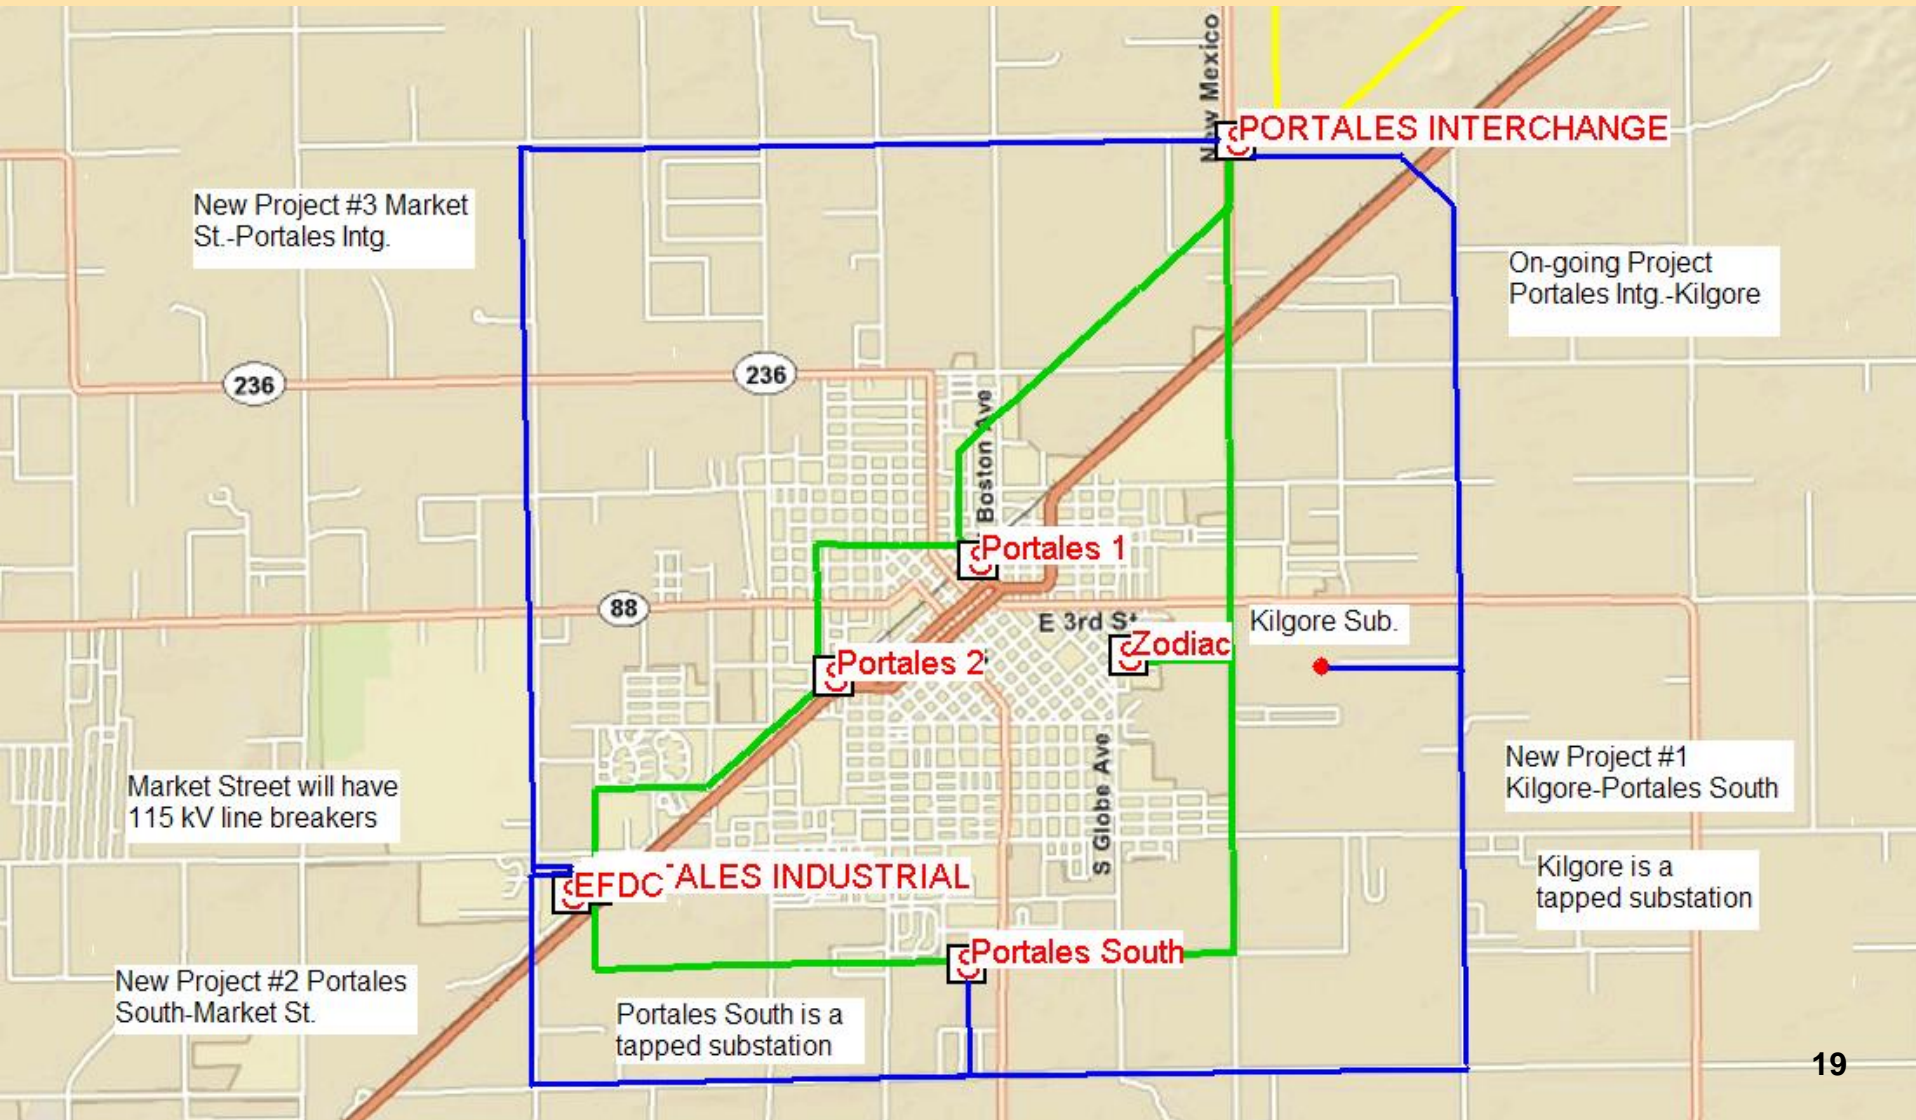 New Mexico
PORTALES INTERCHANGE
New Project #3 Market
St.-Portales Intg.
On-going Project
Portales Intg.-Kilgore
236
236
Boston Ave
Portales 1
88
E 3rd St
Kilgore Sub.
Zodiac
Portales 2
S Globe Ave
New Project #1
Kilgore-Portales South
Market Street will have
115 kV line breakers
EFDC TALES INDUSTRIAL
Kilgore is a
tapped substation
Portales South
New Project #2 Portales
South-Market St.
Portales South is a
tapped substation
19